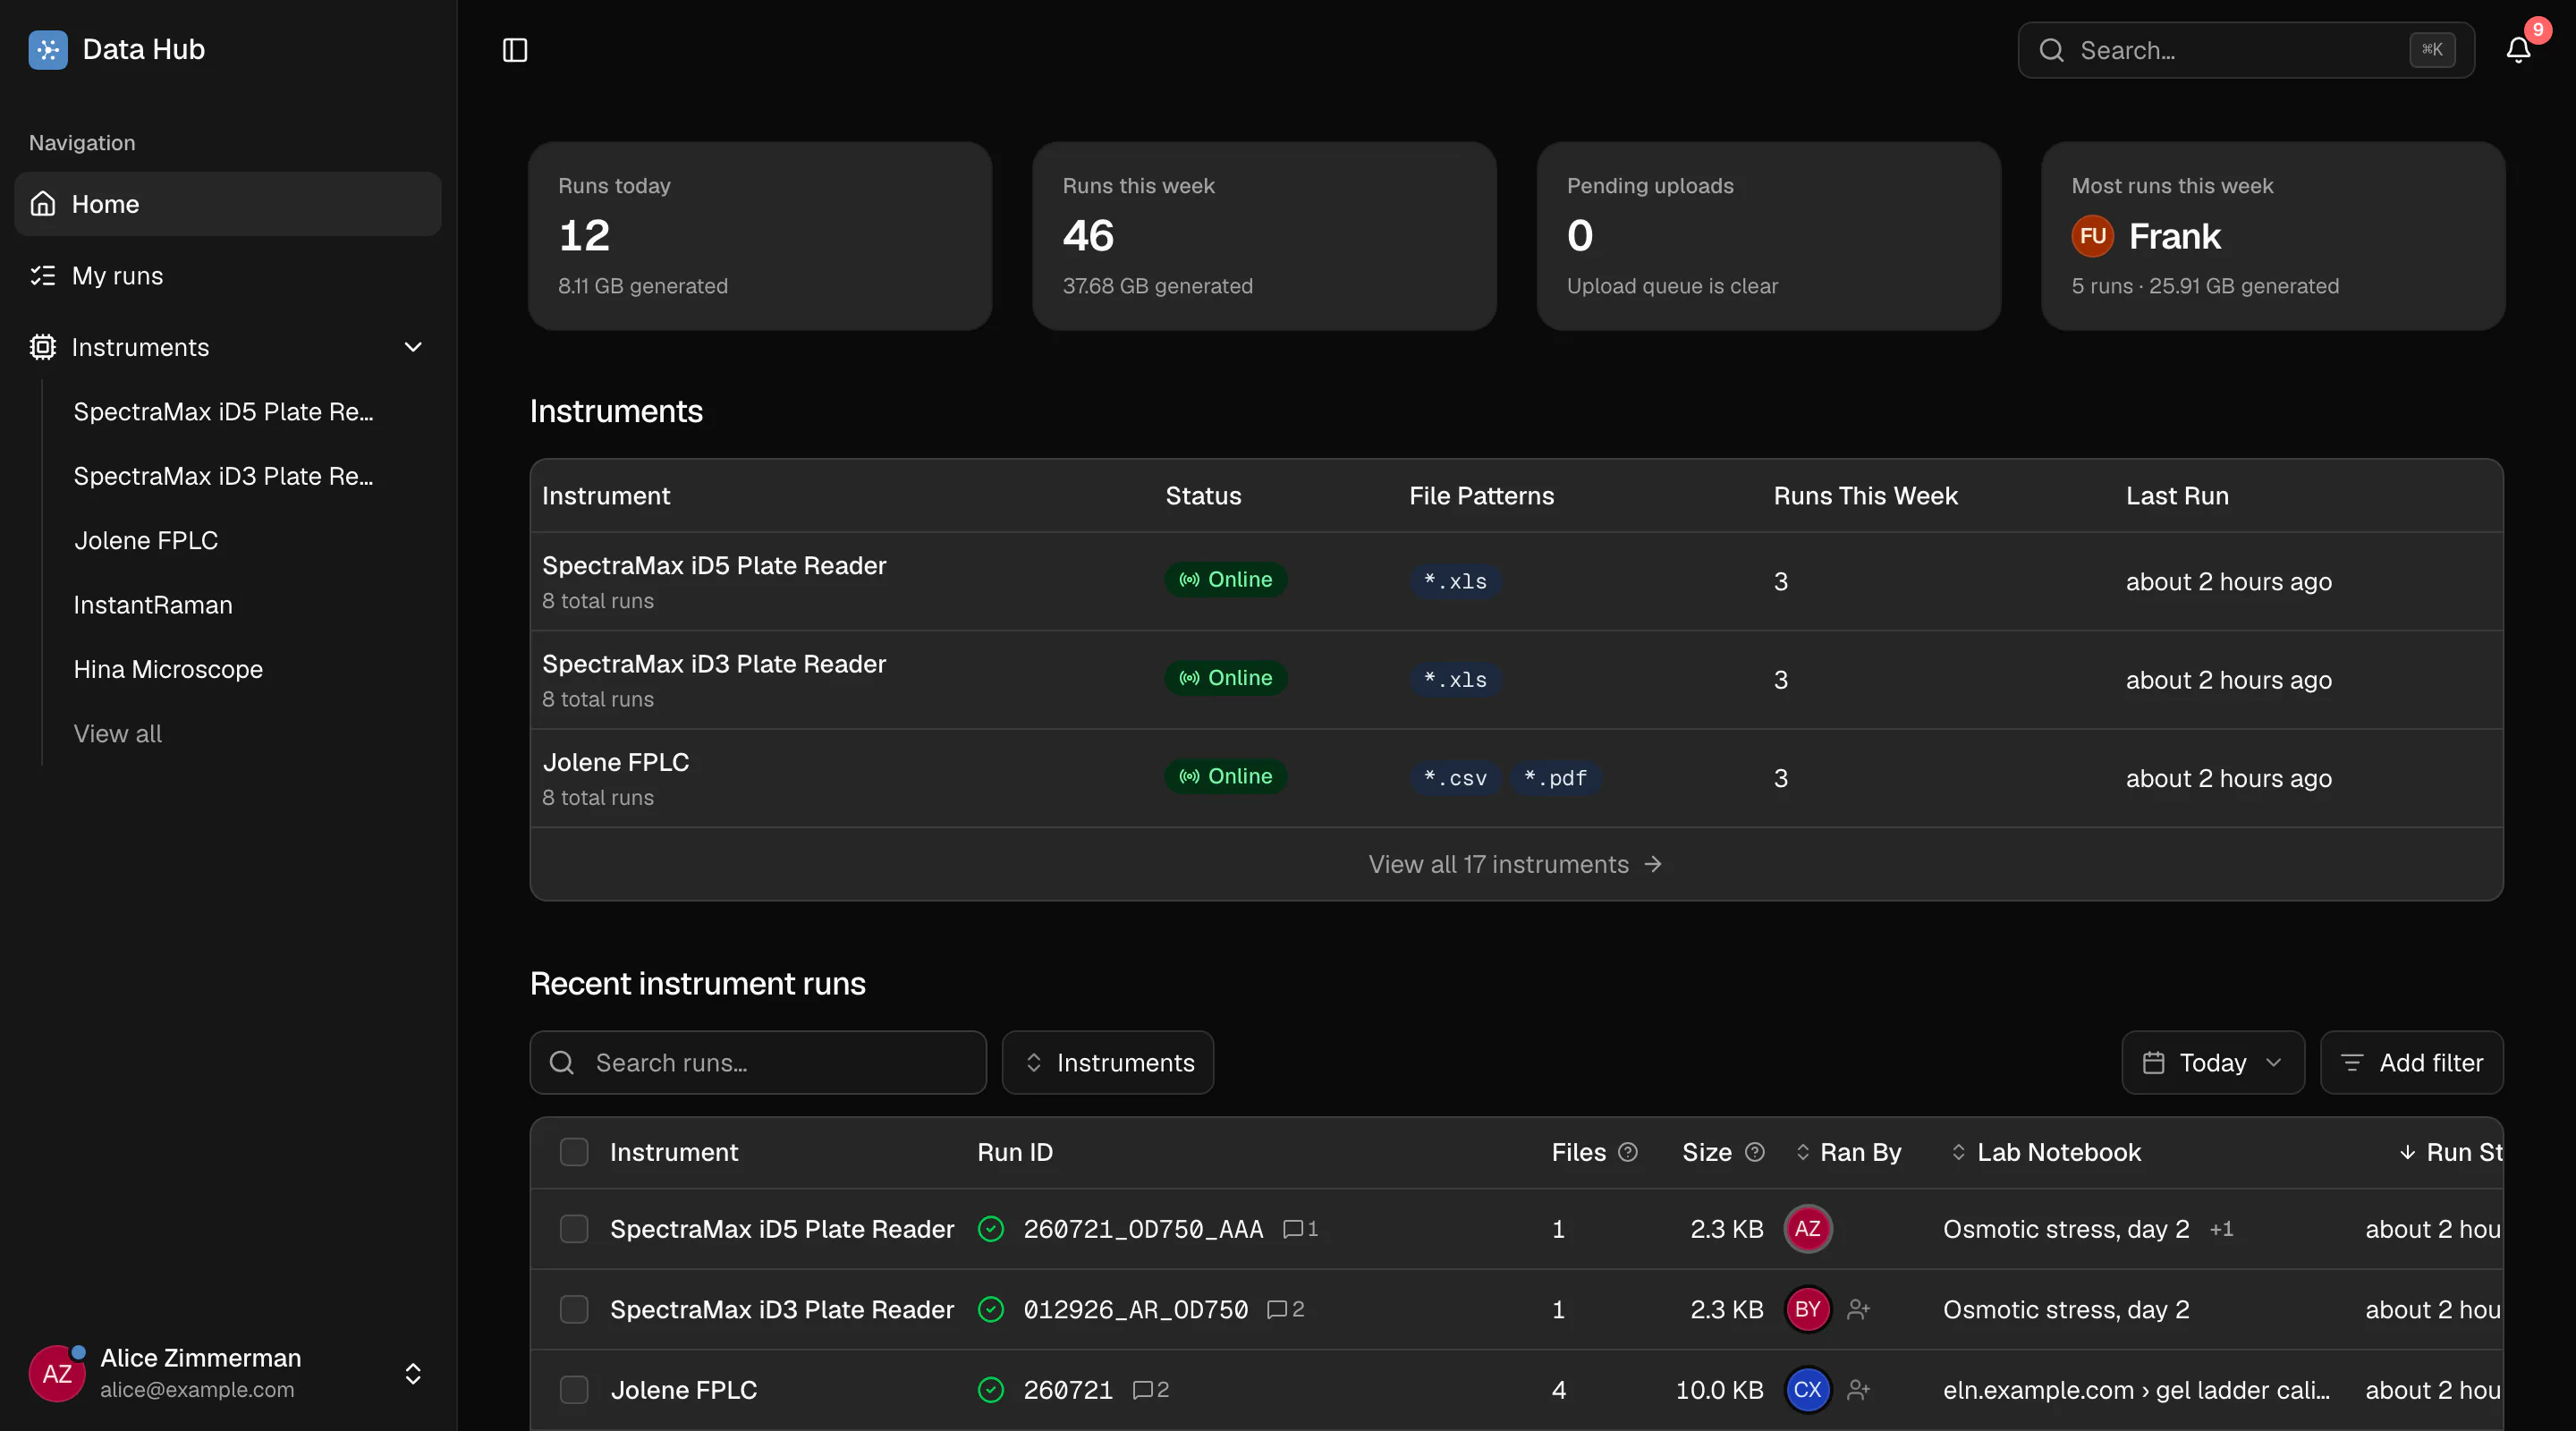 Data Hub
Navigation
Home
My runs
Instruments
SpectraMax iD5 Plate Re...
SpectraMax iD3 Plate Re...
Jolene FPLC
InstantRaman
Hina Microscope
View all
AZ
Alice Zimmerman
alice@example.com
Search...
⌘K
9
Runs today
12
8.11 GB generated
Runs this week
46
37.68 GB generated
Pending uploads
0
Upload queue is clear
Most runs this week
FU Frank
5 runs · 25.91 GB generated
Instruments
Instrument Status File Patterns Runs This Week Last Run
SpectraMax iD5 Plate Reader
8 total runs
Online *.xls 3 about 2 hours ago
SpectraMax iD3 Plate Reader
8 total runs
Online *.xls 3 about 2 hours ago
Jolene FPLC
8 total runs
Online *.csv *.pdf 3 about 2 hours ago
View all 17 instruments →
Recent instrument runs
Search runs... Instruments Today Add filter
Instrument Run ID Files Size Ran By Lab Notebook ↓ Run St
SpectraMax iD5 Plate Reader 260721_OD750_AAA 1 1 2.3 KB AZ Osmotic stress, day 2 +1 about 2 hou
SpectraMax iD3 Plate Reader 012926_AR_OD750 2 1 2.3 KB BY Osmotic stress, day 2 about 2 hou
Jolene FPLC 260721 2 4 10.0 KB CX eln.example.com › gel ladder cali... about 2 hou